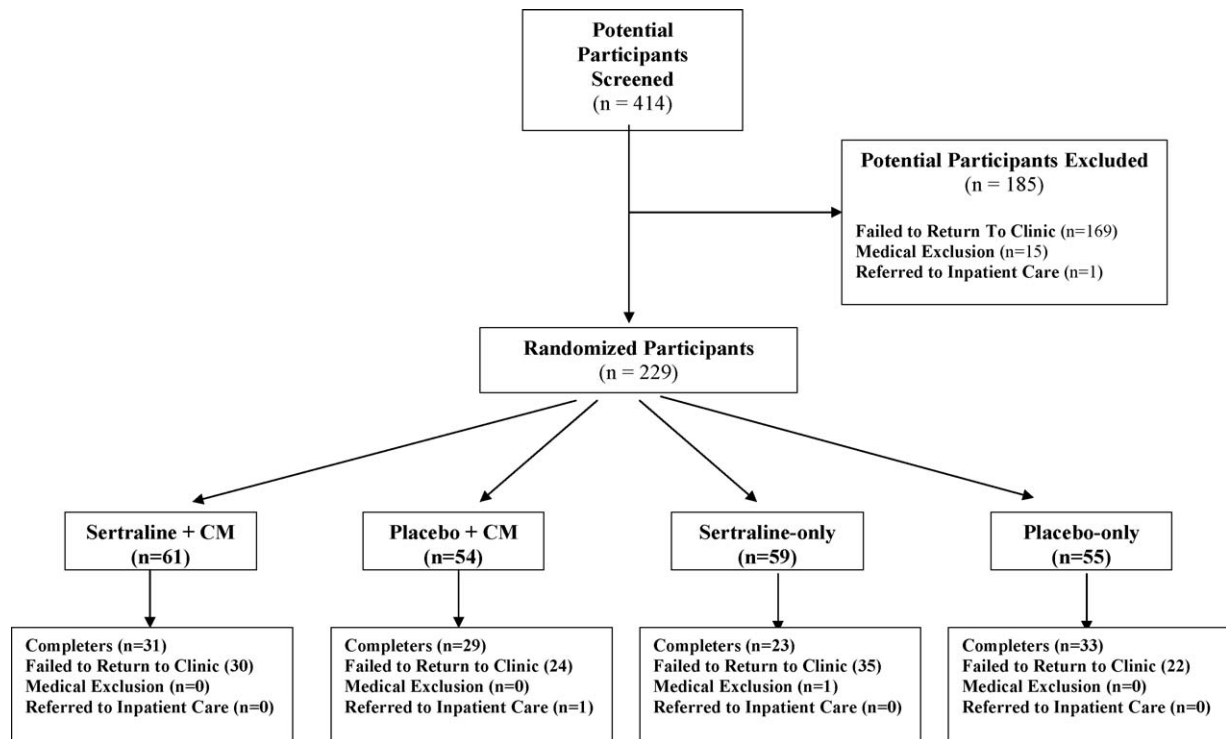 Potential
Participants
Screened
(n = 414)
Potential Participants Excluded
(n = 185)
Failed to Return To Clinic (n=169)
Medical Exclusion (n=15)
Referred to Inpatient Care (n=1)
Randomized Participants
(n = 229)
Sertraline + CM
(n=61)
Placebo + CM
(n=54)
Sertraline-only
(n=59)
Placebo-only
(n=55)
Completers (n=31)
Failed to Return to Clinic (30)
Medical Exclusion (n=0)
Referred to Inpatient Care (n=0)
Completers (n=29)
Failed to Return to Clinic (24)
Medical Exclusion (n=0)
Referred to Inpatient Care (n=1)
Completers (n=23)
Failed to Return to Clinic (35)
Medical Exclusion (n=1)
Referred to Inpatient Care (n=0)
Completers (n=33)
Failed to Return to Clinic (22)
Medical Exclusion (n=0)
Referred to Inpatient Care (n=0)